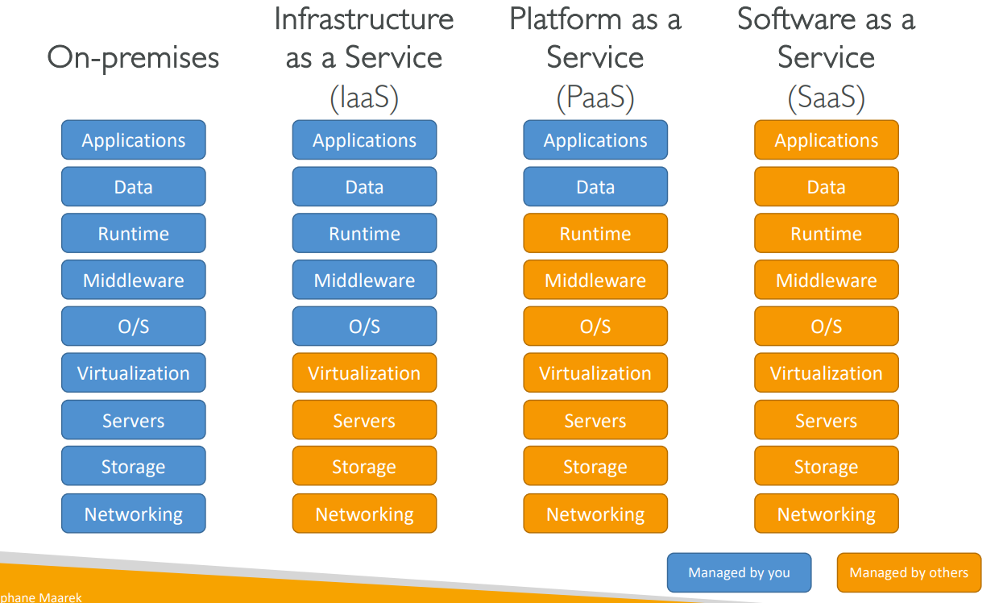 On-premises
Infrastructure
as a Service
(IaaS)
Platform as a
Service
(PaaS)
Software as a
Service
(SaaS)
Applications
Data
Runtime
Middleware
O/S
Virtualization
Servers
Storage
Networking
Applications
Data
Runtime
Middleware
O/S
Virtualization
Servers
Storage
Networking
Applications
Data
Runtime
Middleware
O/S
Virtualization
Servers
Storage
Networking
Applications
Data
Runtime
Middleware
O/S
Virtualization
Servers
Storage
Networking
Managed by you
Managed by others
phane Maarek